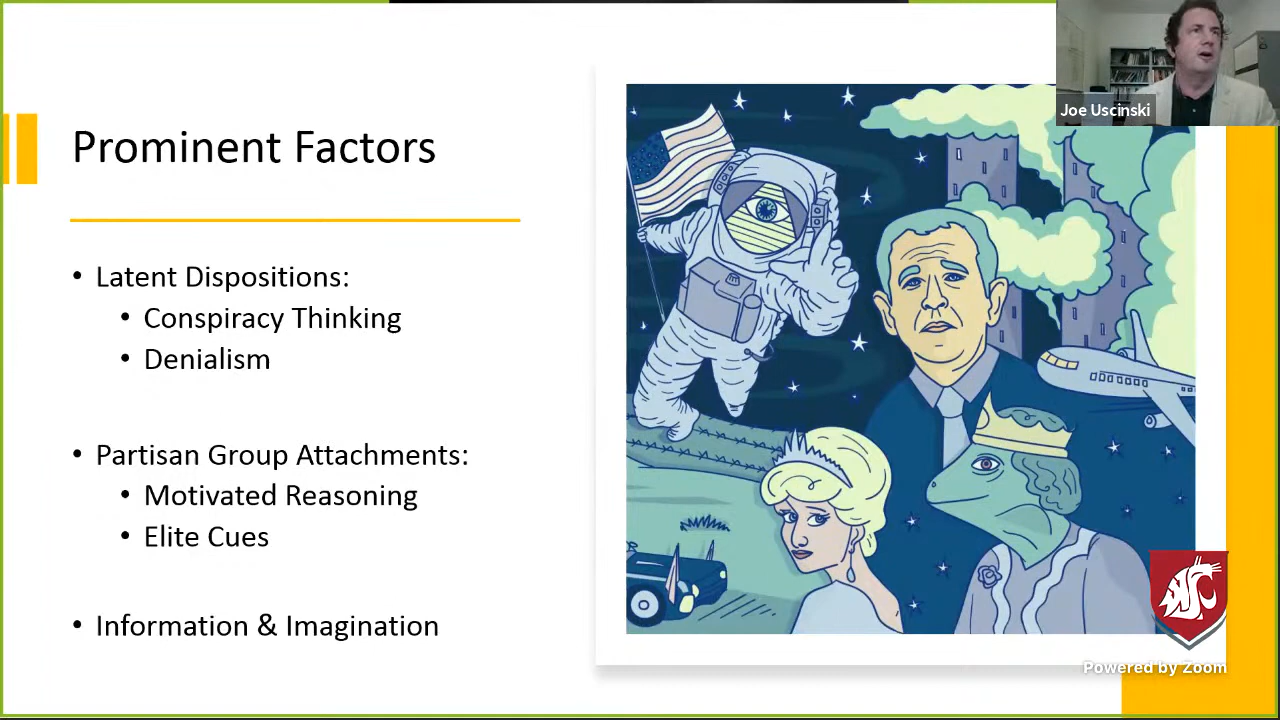 Joe Uscinski
Prominent Factors
• Latent Dispositions:
• Conspiracy Thinking
• Denialism
• Partisan Group Attachments:
• Motivated Reasoning
• Elite Cues
• Information & Imagination
Powered by Zoom